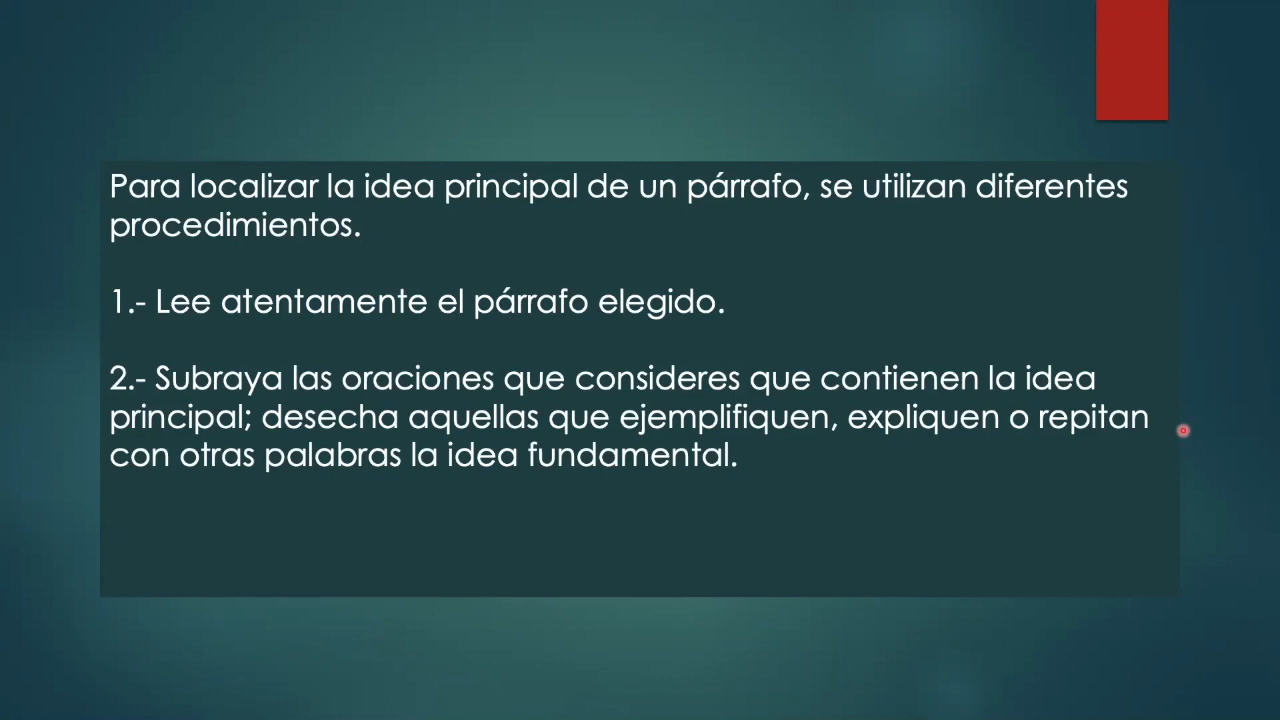 Para localizar la idea principal de un párrafo, se utilizan diferentes
procedimientos.
1.- Lee atentamente el párrafo elegido.
2.- Subraya las oraciones que consideres que contienen la idea
principal; desecha aquellas que ejemplifiquen, expliquen o repitan
con otras palabras la idea fundamental.